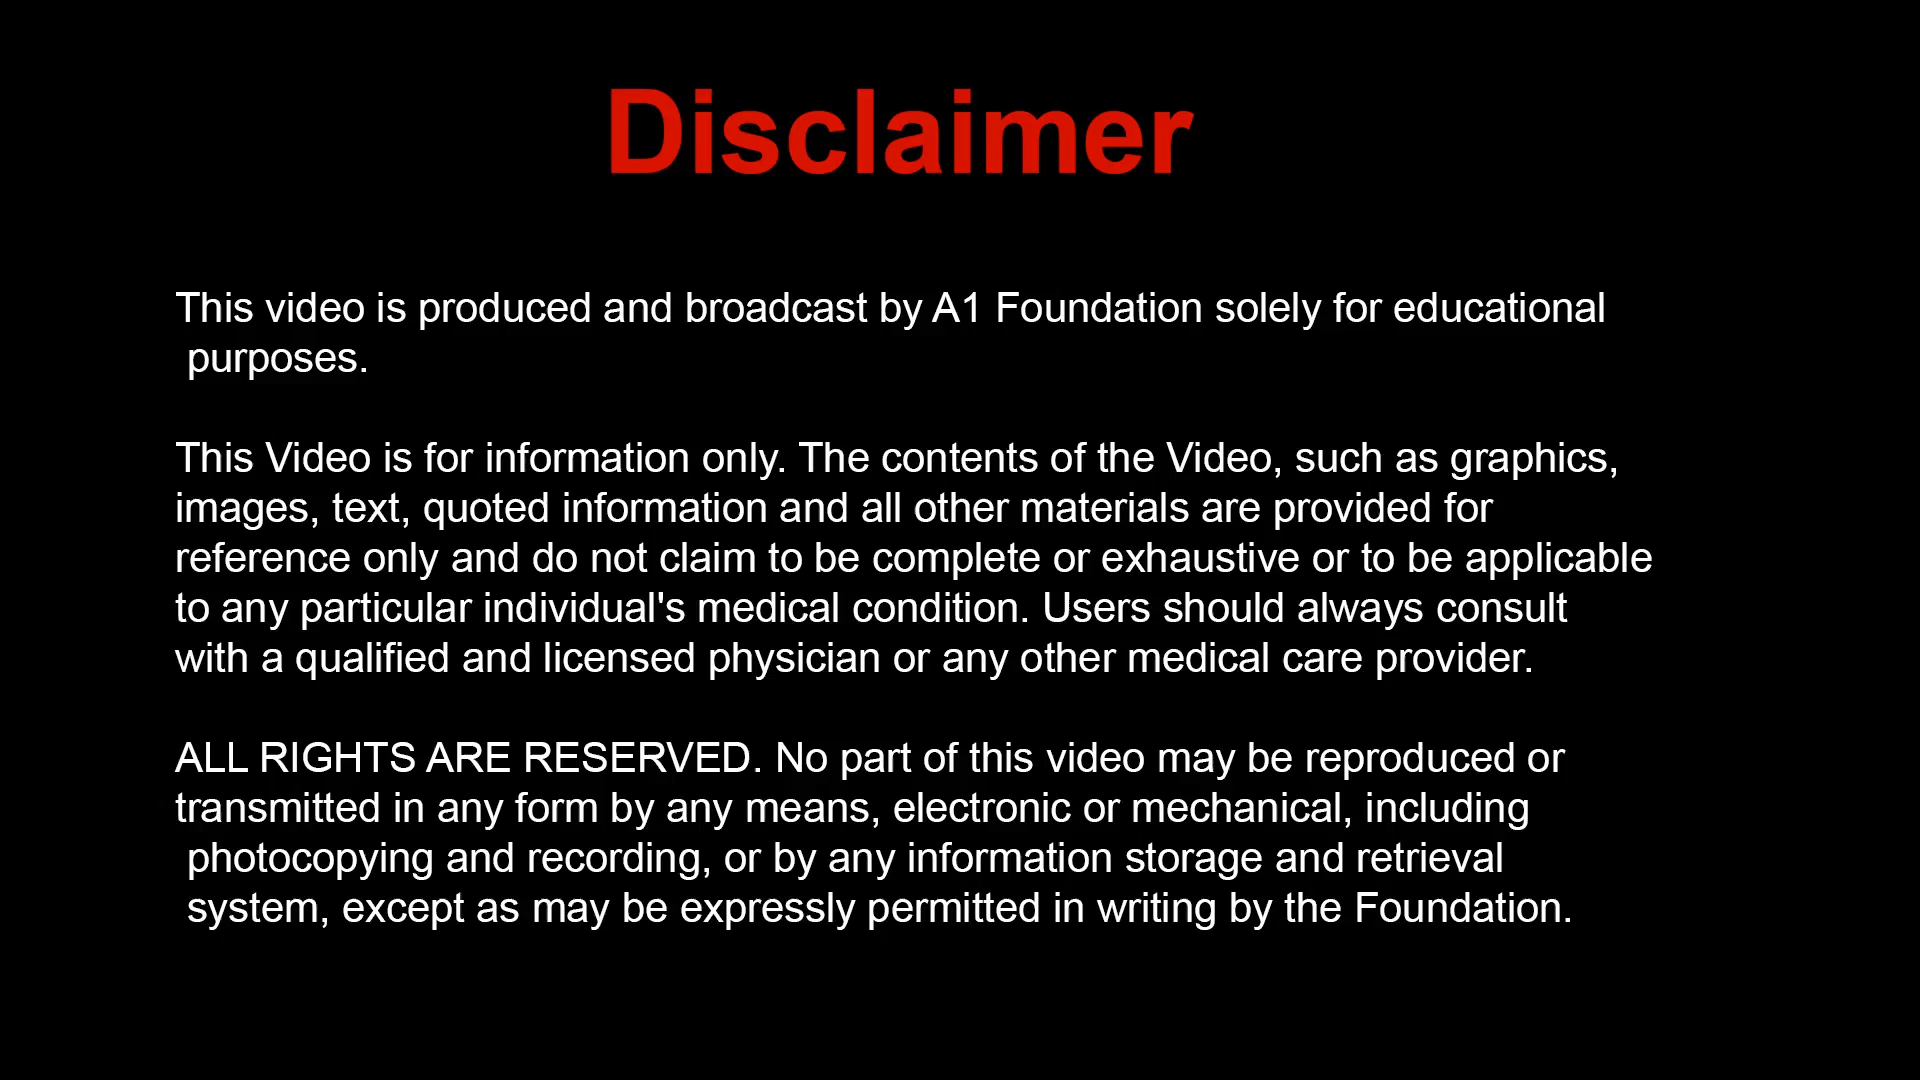 Disclaimer
This video is produced and broadcast by A1 Foundation solely for educational
purposes.
This Video is for information only. The contents of the Video, such as graphics,
images, text, quoted information and all other materials are provided for
reference only and do not claim to be complete or exhaustive or to be applicable
to any particular individual's medical condition. Users should always consult
with a qualified and licensed physician or any other medical care provider.
ALL RIGHTS ARE RESERVED. No part of this video may be reproduced or
transmitted in any form by any means, electronic or mechanical, including
photocopying and recording, or by any information storage and retrieval
system, except as may be expressly permitted in writing by the Foundation.